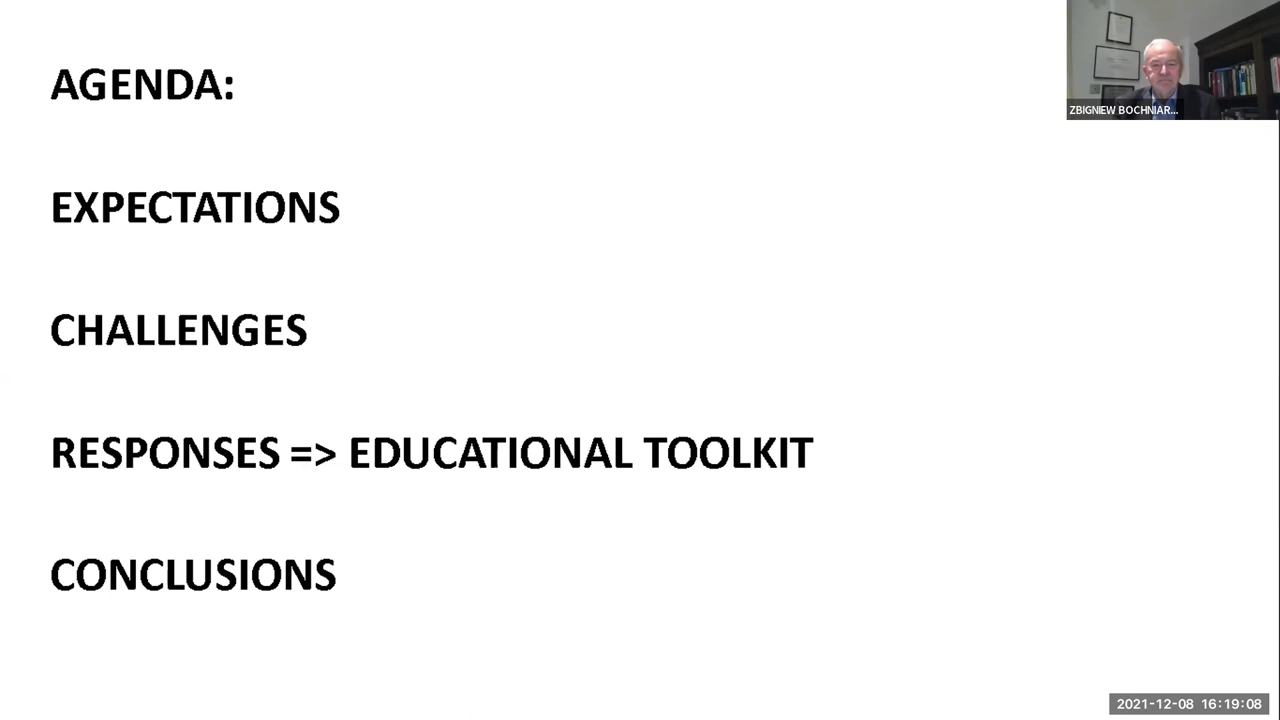 AGENDA:
ZBIGNIEW BOCHNIAR...
EXPECTATIONS
CHALLENGES
RESPONSES => EDUCATIONAL TOOLKIT
CONCLUSIONS
2021-12-08 16:19:08